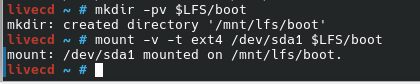 livecd ~ # mkdir -pv $LFS/boot
mkdir: created directory '/mnt/lfs/boot'
livecd ~ # mount -v -t ext4 /dev/sda1 $LFS/boot
mount: /dev/sda1 mounted on /mnt/lfs/boot.
livecd ~ #